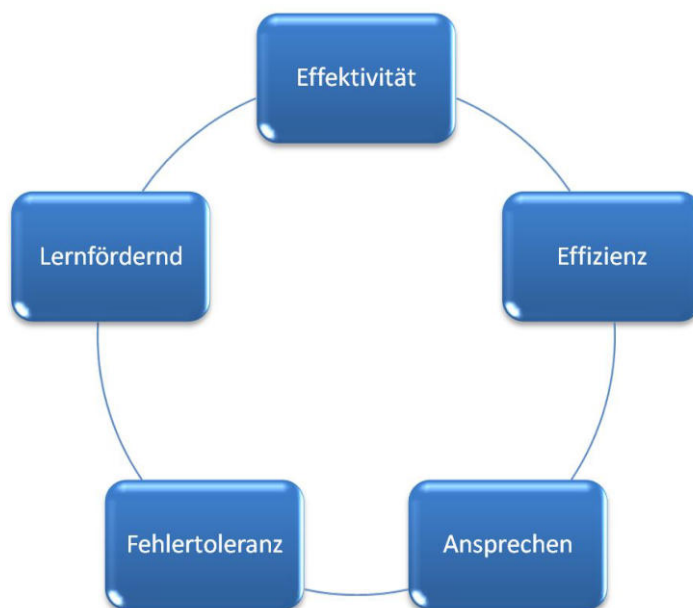 Effektivität
Effizienz
Ansprechen
Fehlertoleranz
Lernfördernd